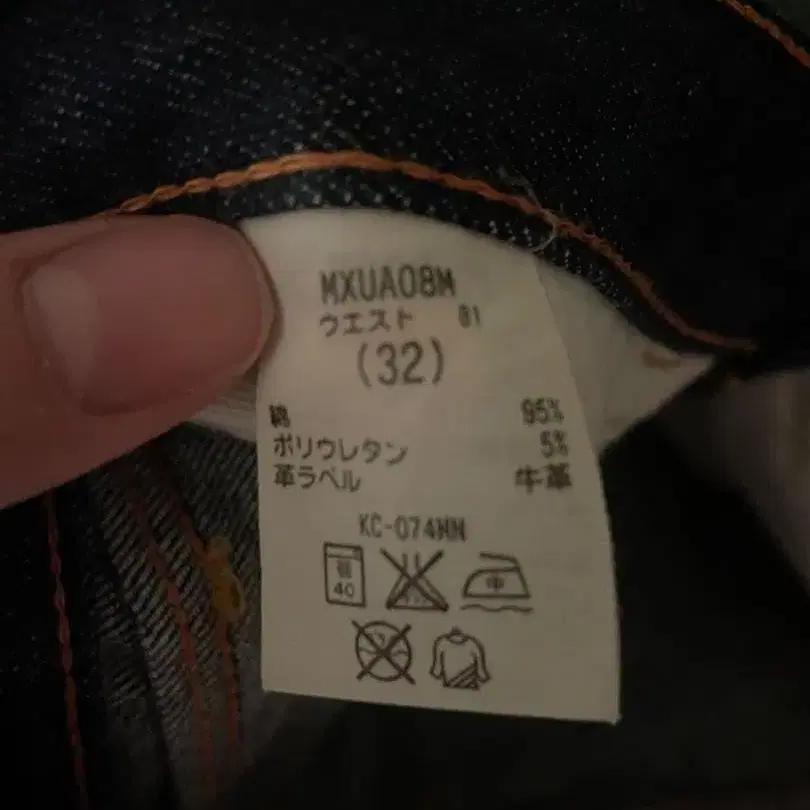 MXUA08M
ウエスト 81
(32)
綿 95%
ポリウレタン 5%
革ラベル 牛革
KC-074NN
40
中